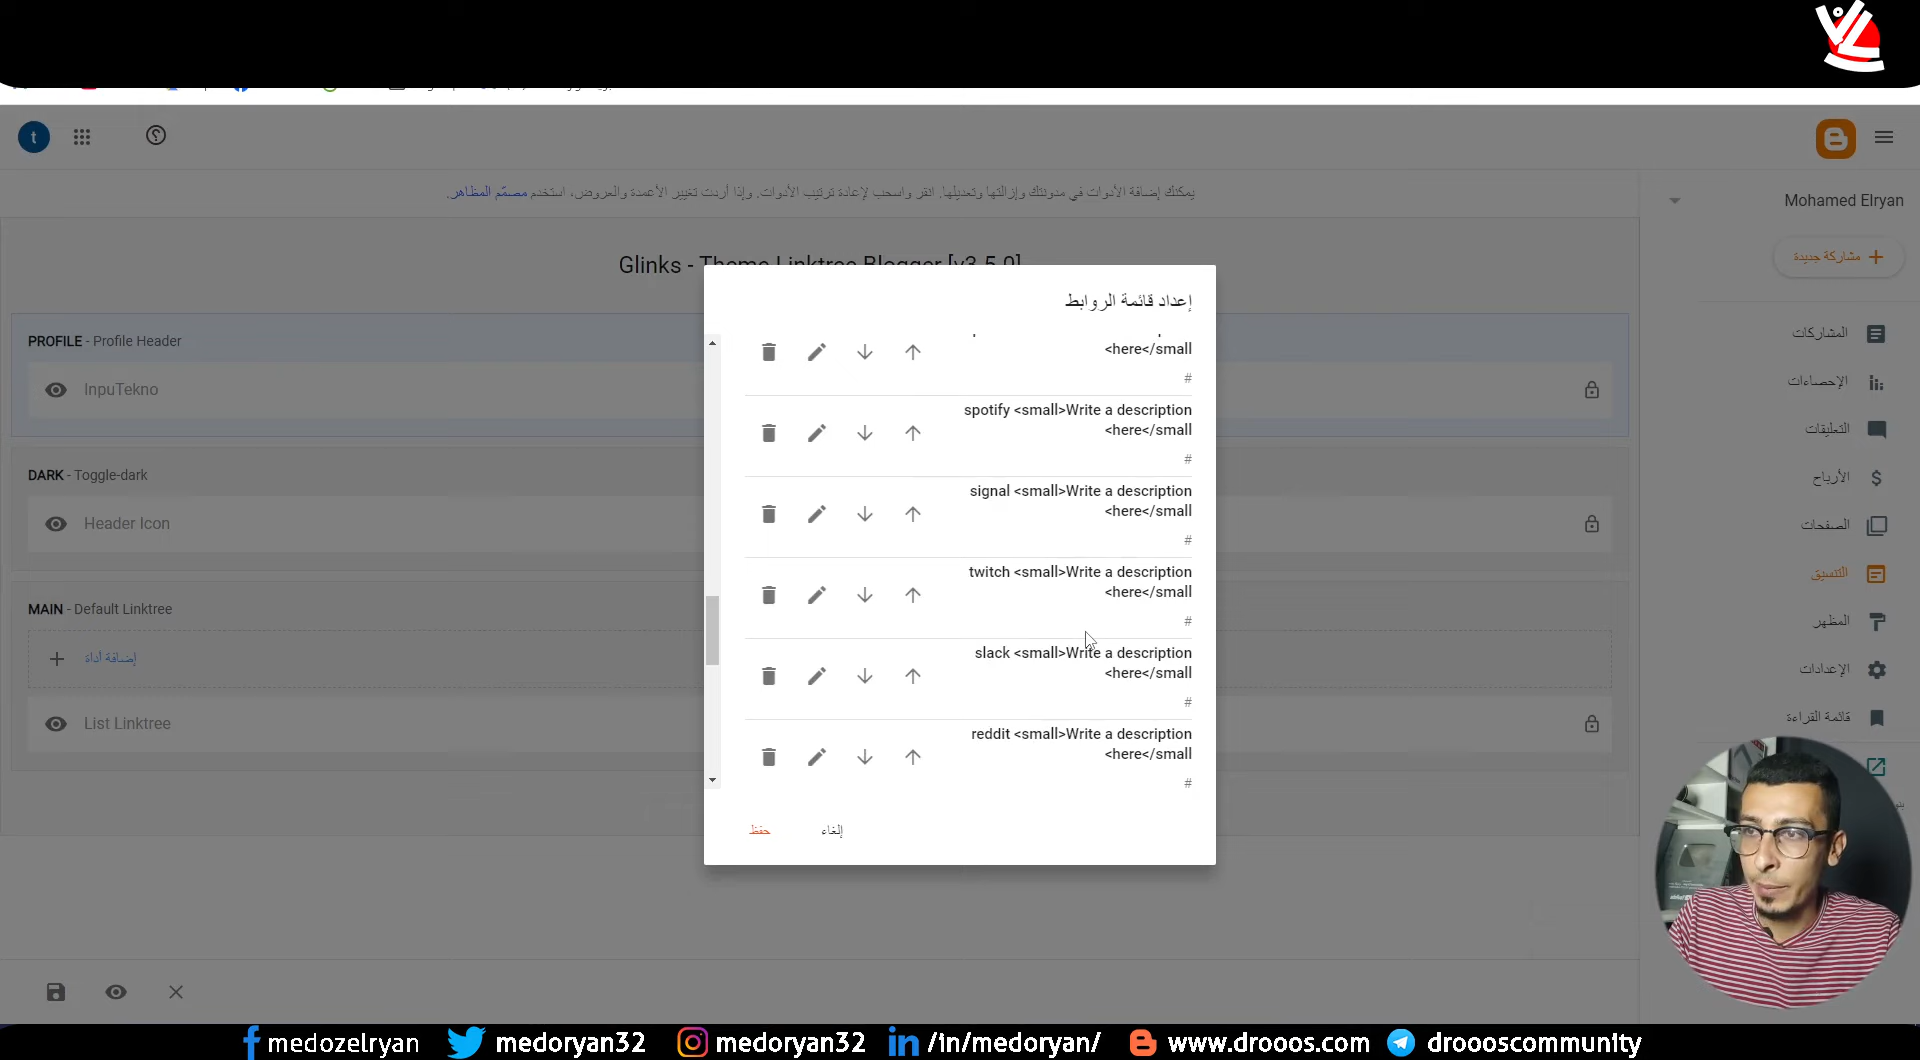 t
يمكنك إضافة الأدوات في مدونتك وإزالتها وتعديلها. انقر واسحب لإعادة ترتيب الأدوات. وإذا أردت تغيير الأعمدة والعروض، استخدم مصمّم المظاهر.
Mohamed Elryan
مشاركة جديدة
المشاركات
الإحصاءات
التعليقات
الأرباح
الصفحات
التنسيق
المظهر
الإعدادات
قائمة القراءة
Glinks - Theme Linktree Blogger [v3.5.0]
PROFILE - Profile Header
InpuTekno
DARK - Toggle-dark
Header Icon
MAIN - Default Linktree
إضافة أداة
List Linktree
إعداد قائمة الروابط
<here</small
#
spotify <small>Write a description
<here</small
#
signal <small>Write a description
<here</small
#
twitch <small>Write a description
<here</small
#
slack <small>Write a description
<here</small
#
reddit <small>Write a description
<here</small
#
إلغاء
حفظ
medozelryan
medoryan32
medoryan32
/in/medoryan/
www.drooos.com
droooscommunity